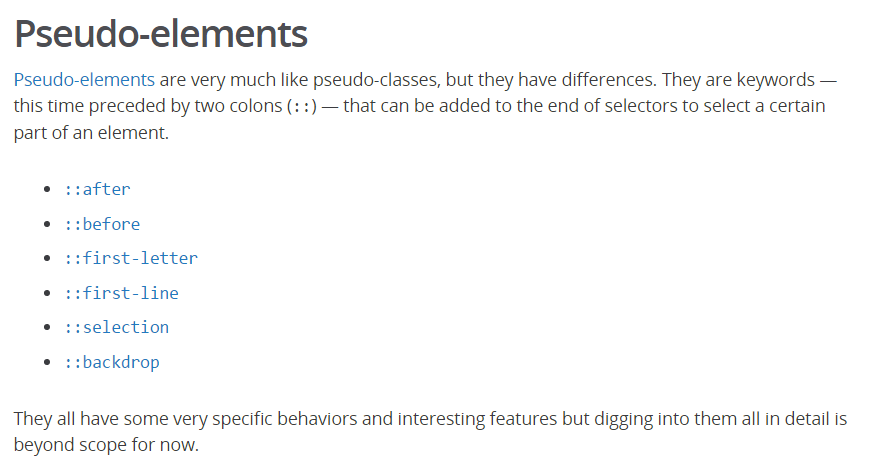 Pseudo-elements
Pseudo-elements are very much like pseudo-classes, but they have differences. They are keywords —
this time preceded by two colons (::) — that can be added to the end of selectors to select a certain
part of an element.
::after
::before
::first-letter
::first-line
::selection
::backdrop
They all have some very specific behaviors and interesting features but digging into them all in detail is
beyond scope for now.